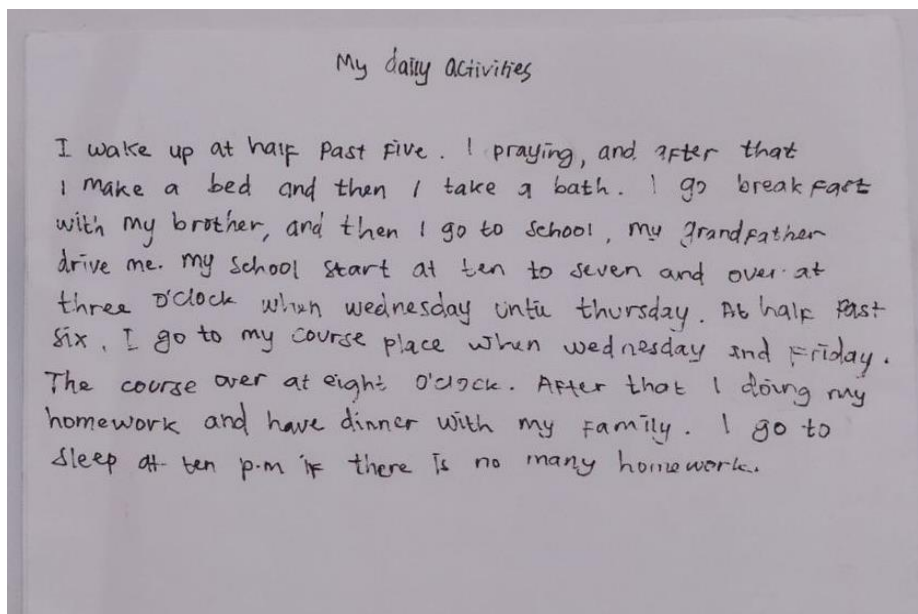 My daily activities
I wake up at half past five. I praying, and after that
I make a bed and then I take a bath. I go breakfast
with my brother, and then I go to school, my grandfather
drive me. My school start at ten to seven and over at
three o'clock when wednesday until thursday. At half past
six, I go to my course place when wednesday and Friday.
The course over at eight o'clock. After that I doing my
homework and have dinner with my family. I go to
sleep at ten p.m if there is no many homework.